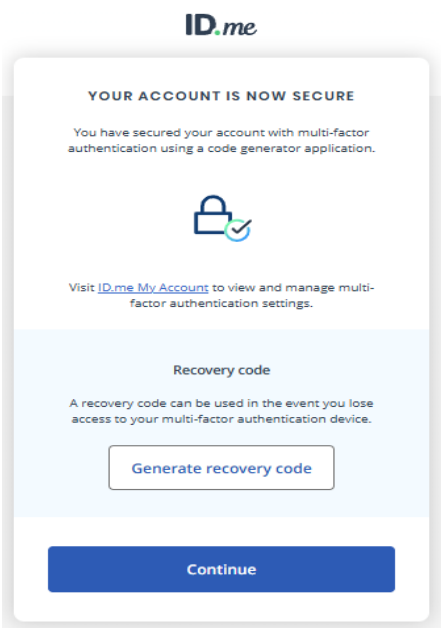 ID.me
YOUR ACCOUNT IS NOW SECURE
You have secured your account with multi-factor
authentication using a code generator application.
Visit ID.me My Account to view and manage multi-
factor authentication settings.
Recovery code
A recovery code can be used in the event you lose
access to your multi-factor authentication device.
Generate recovery code
Continue